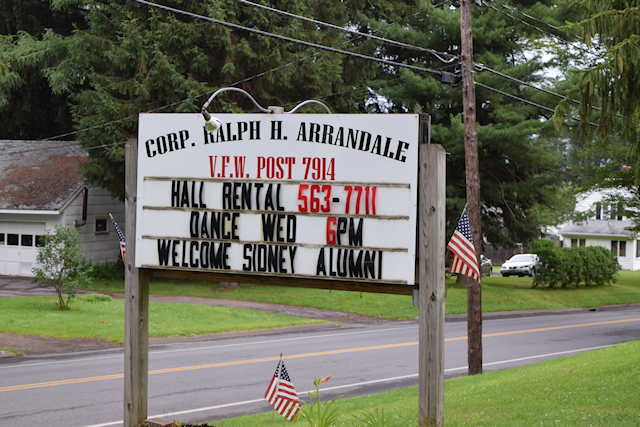 CORP. RALPH H. ARRANDALE
V.F.W. POST 7914
HALL RENTAL 563-7711
DANCE WED 6PM
WELCOME SIDNEY ALUMNI